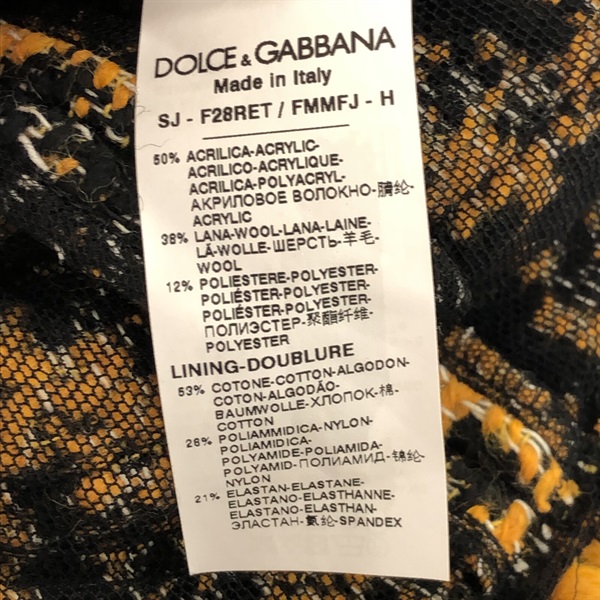 DOLCE & GABBANA
Made in Italy
SJ - F28RET / FMMFJ - H
50% ACRILICA-ACRYLIC-
ACRILICO-ACRYLIQUE-
ACRILICA-POLYACRYL-
АКРИЛОВОЕ ВОЛОКНО-腈纶-
ACRYLIC
38% LANA-WOOL-LANA-LAINE-
LÃ-WOLLE-ШЕРСТЬ-羊毛-
WOOL
12% POLIESTERE-POLYESTER-
POLIÉSTER-POLYESTER-
POLIÉSTER-POLYESTER-
ПОЛИЭСТЕР-聚酯纤维-
POLYESTER
LINING-DOUBLURE
53% COTONE-COTTON-ALGODON-
COTON-ALGODÃO-
BAUMWOLLE-ХЛОПОК-棉-
COTTON
26% POLIAMMIDICA-NYLON-
POLIAMIDICA-
POLYAMIDE-POLIAMIDA-
POLYAMID-ПОЛИАМИД-锦纶-
NYLON
21% ELASTAN-ELASTANE-
ELASTANO-ELASTHANNE-
ELASTANO-ELASTHAN-
ЭЛАСТАН-氨纶-SPANDEX